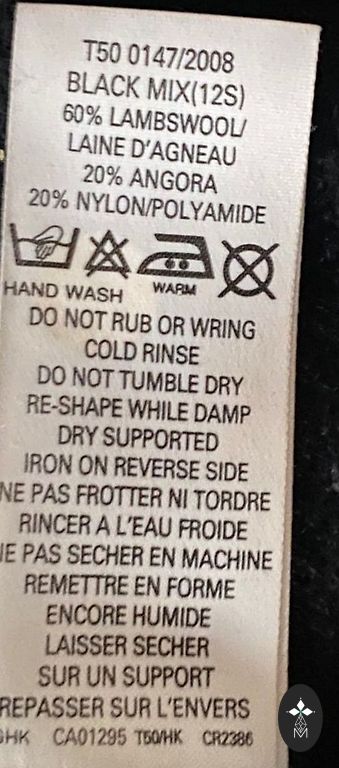 T50 0147/2008
BLACK MIX(12S)
60% LAMBSWOOL/
LAINE D'AGNEAU
20% ANGORA
20% NYLON/POLYAMIDE
HAND WASH WARM
DO NOT RUB OR WRING
COLD RINSE
DO NOT TUMBLE DRY
RE-SHAPE WHILE DAMP
DRY SUPPORTED
IRON ON REVERSE SIDE
NE PAS FROTTER NI TORDRE
RINCER A L'EAU FROIDE
NE PAS SECHER EN MACHINE
REMETTRE EN FORME
ENCORE HUMIDE
LAISSER SECHER
SUR UN SUPPORT
REPASSER SUR L'ENVERS
CA01295 T50/HK CR2386